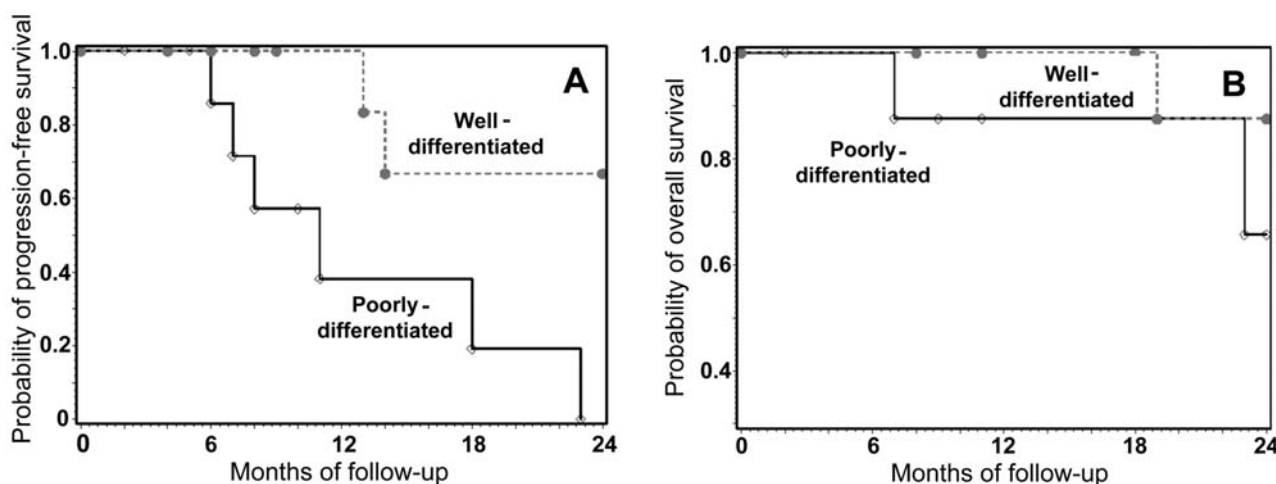 Probability of progression-free survival
1.0
0.8
0.6
0.4
0.2
0
0
6
12
18
24
Months of follow-up
A
Well-
differentiated
Poorly-
differentiated
Probability of overall survival
1.0
0.8
0.6
0.4
0
6
12
18
24
Months of follow-up
B
Well-
differentiated
Poorly-
differentiated